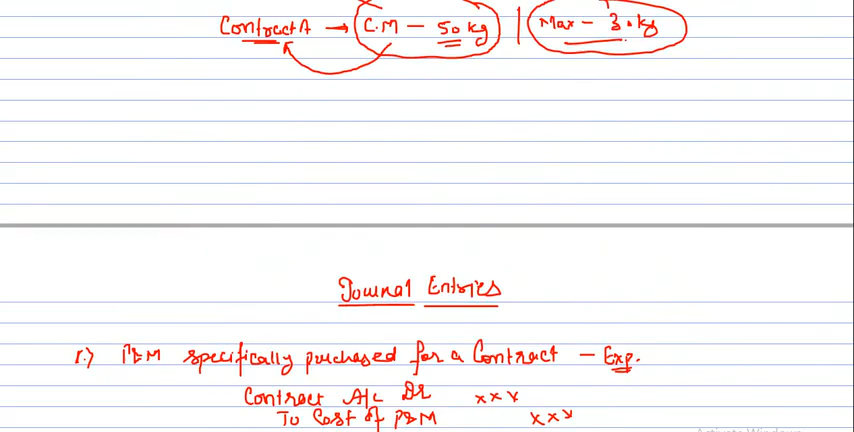 Contract A → C.M – 50 kg | Max – 30 kg
Journal Entries
1.) P&M specifically purchased for a Contract – Exp.
Contract A/c Dr xxx
To Cost of P&M xxx